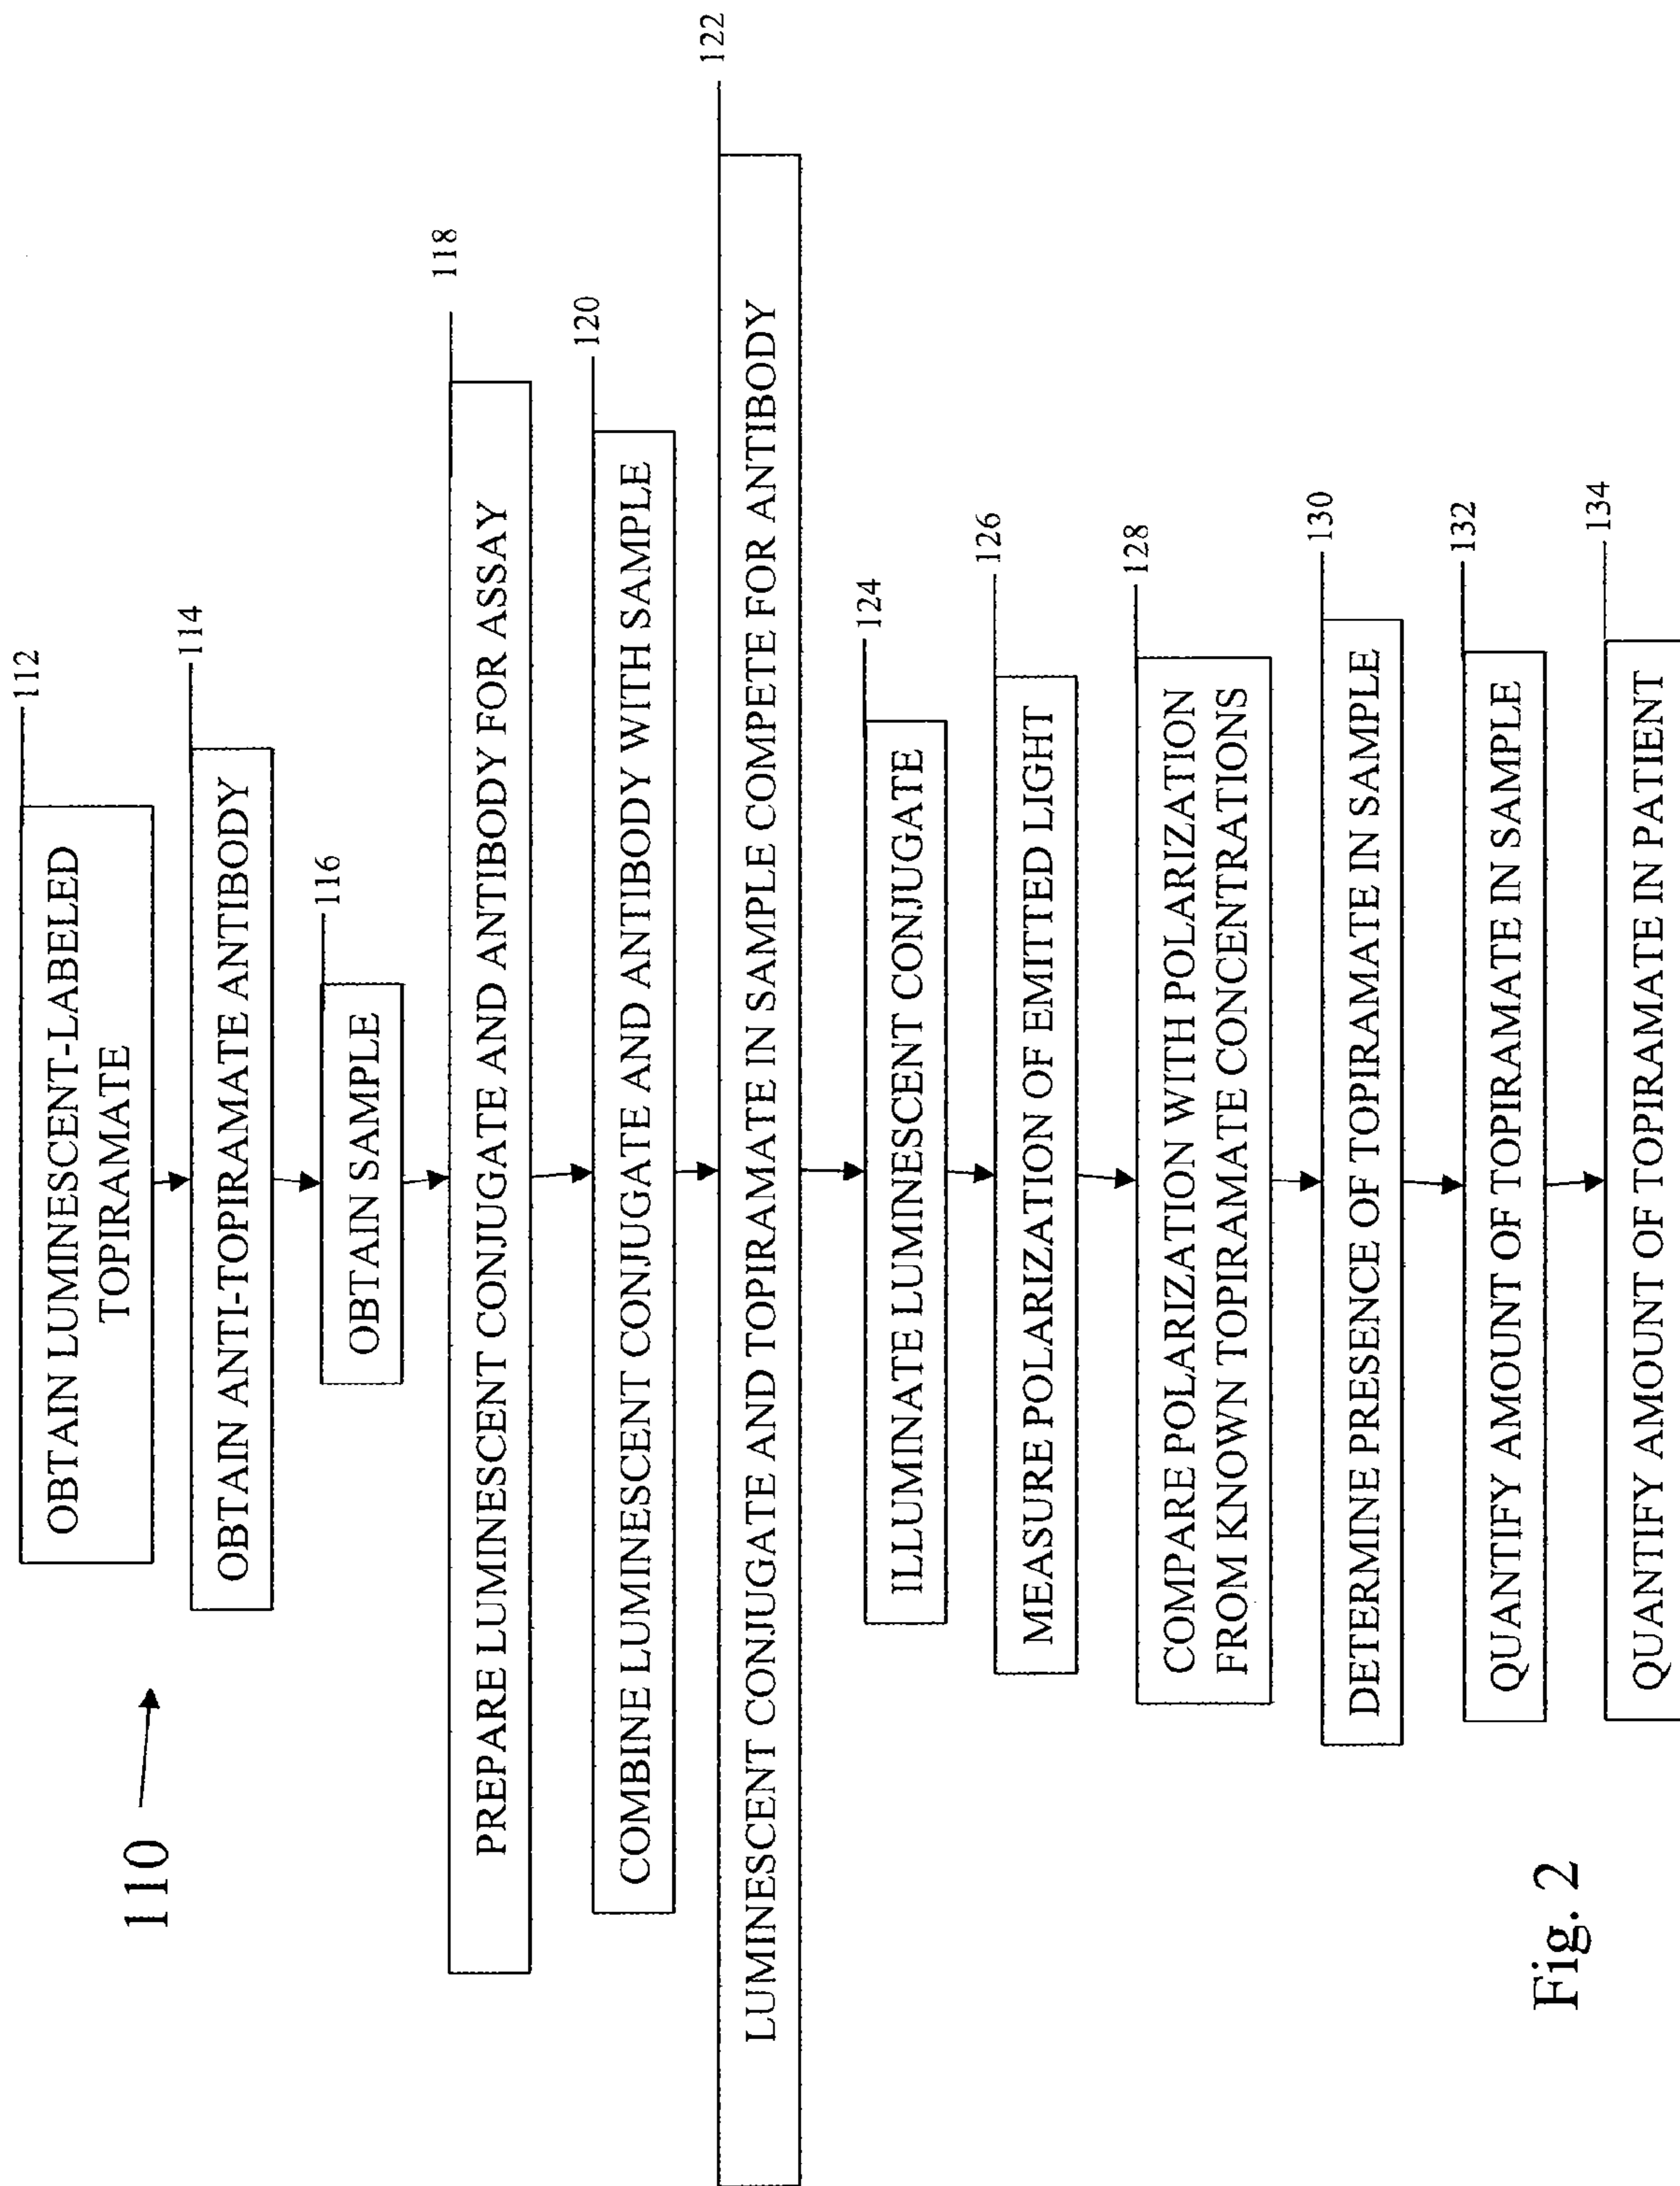 110
112
OBTAIN LUMINESCENT-LABELED
TOPIRAMATE
114
OBTAIN ANTI-TOPIRAMATE ANTIBODY
116
OBTAIN SAMPLE
118
PREPARE LUMINESCENT CONJUGATE AND ANTIBODY FOR ASSAY
120
COMBINE LUMINESCENT CONJUGATE AND ANTIBODY WITH SAMPLE
122
LUMINESCENT CONJUGATE AND TOPIRAMATE IN SAMPLE COMPETE FOR ANTIBODY
124
ILLUMINATE LUMINESCENT CONJUGATE
126
MEASURE POLARIZATION OF EMITTED LIGHT
128
COMPARE POLARIZATION WITH POLARIZATION
FROM KNOWN TOPIRAMATE CONCENTRATIONS
130
DETERMINE PRESENCE OF TOPIRAMATE IN SAMPLE
132
QUANTIFY AMOUNT OF TOPIRAMATE IN SAMPLE
134
QUANTIFY AMOUNT OF TOPIRAMATE IN PATIENT
Fig. 2